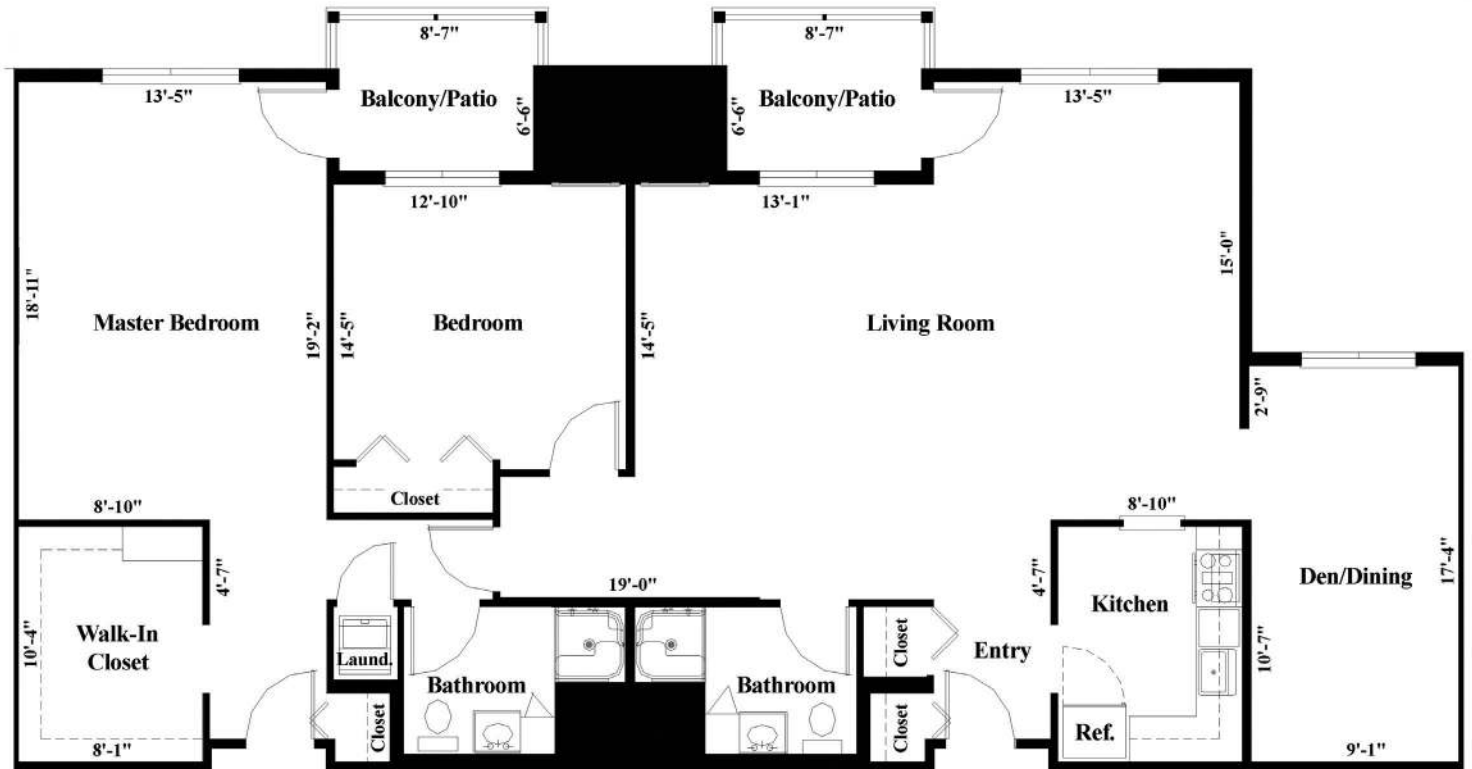 8'-7"
8'-7"
13'-5"
Balcony/Patio
6'-6"
6'-6"
Balcony/Patio
13'-5"
12'-10"
13'-1"
18'-11"
Master Bedroom
19'-2"
14'-5"
Bedroom
14'-5"
Living Room
15'-0"
2'-9"
8'-10"
Closet
8'-10"
4'-7"
19'-0"
4'-7"
Kitchen
Den/Dining
17'-4"
10'-4"
Walk-In
Closet
Laund.
Bathroom
Bathroom
Closet
Entry
10'-7"
8'-1"
Closet
Closet
Ref.
9'-1"